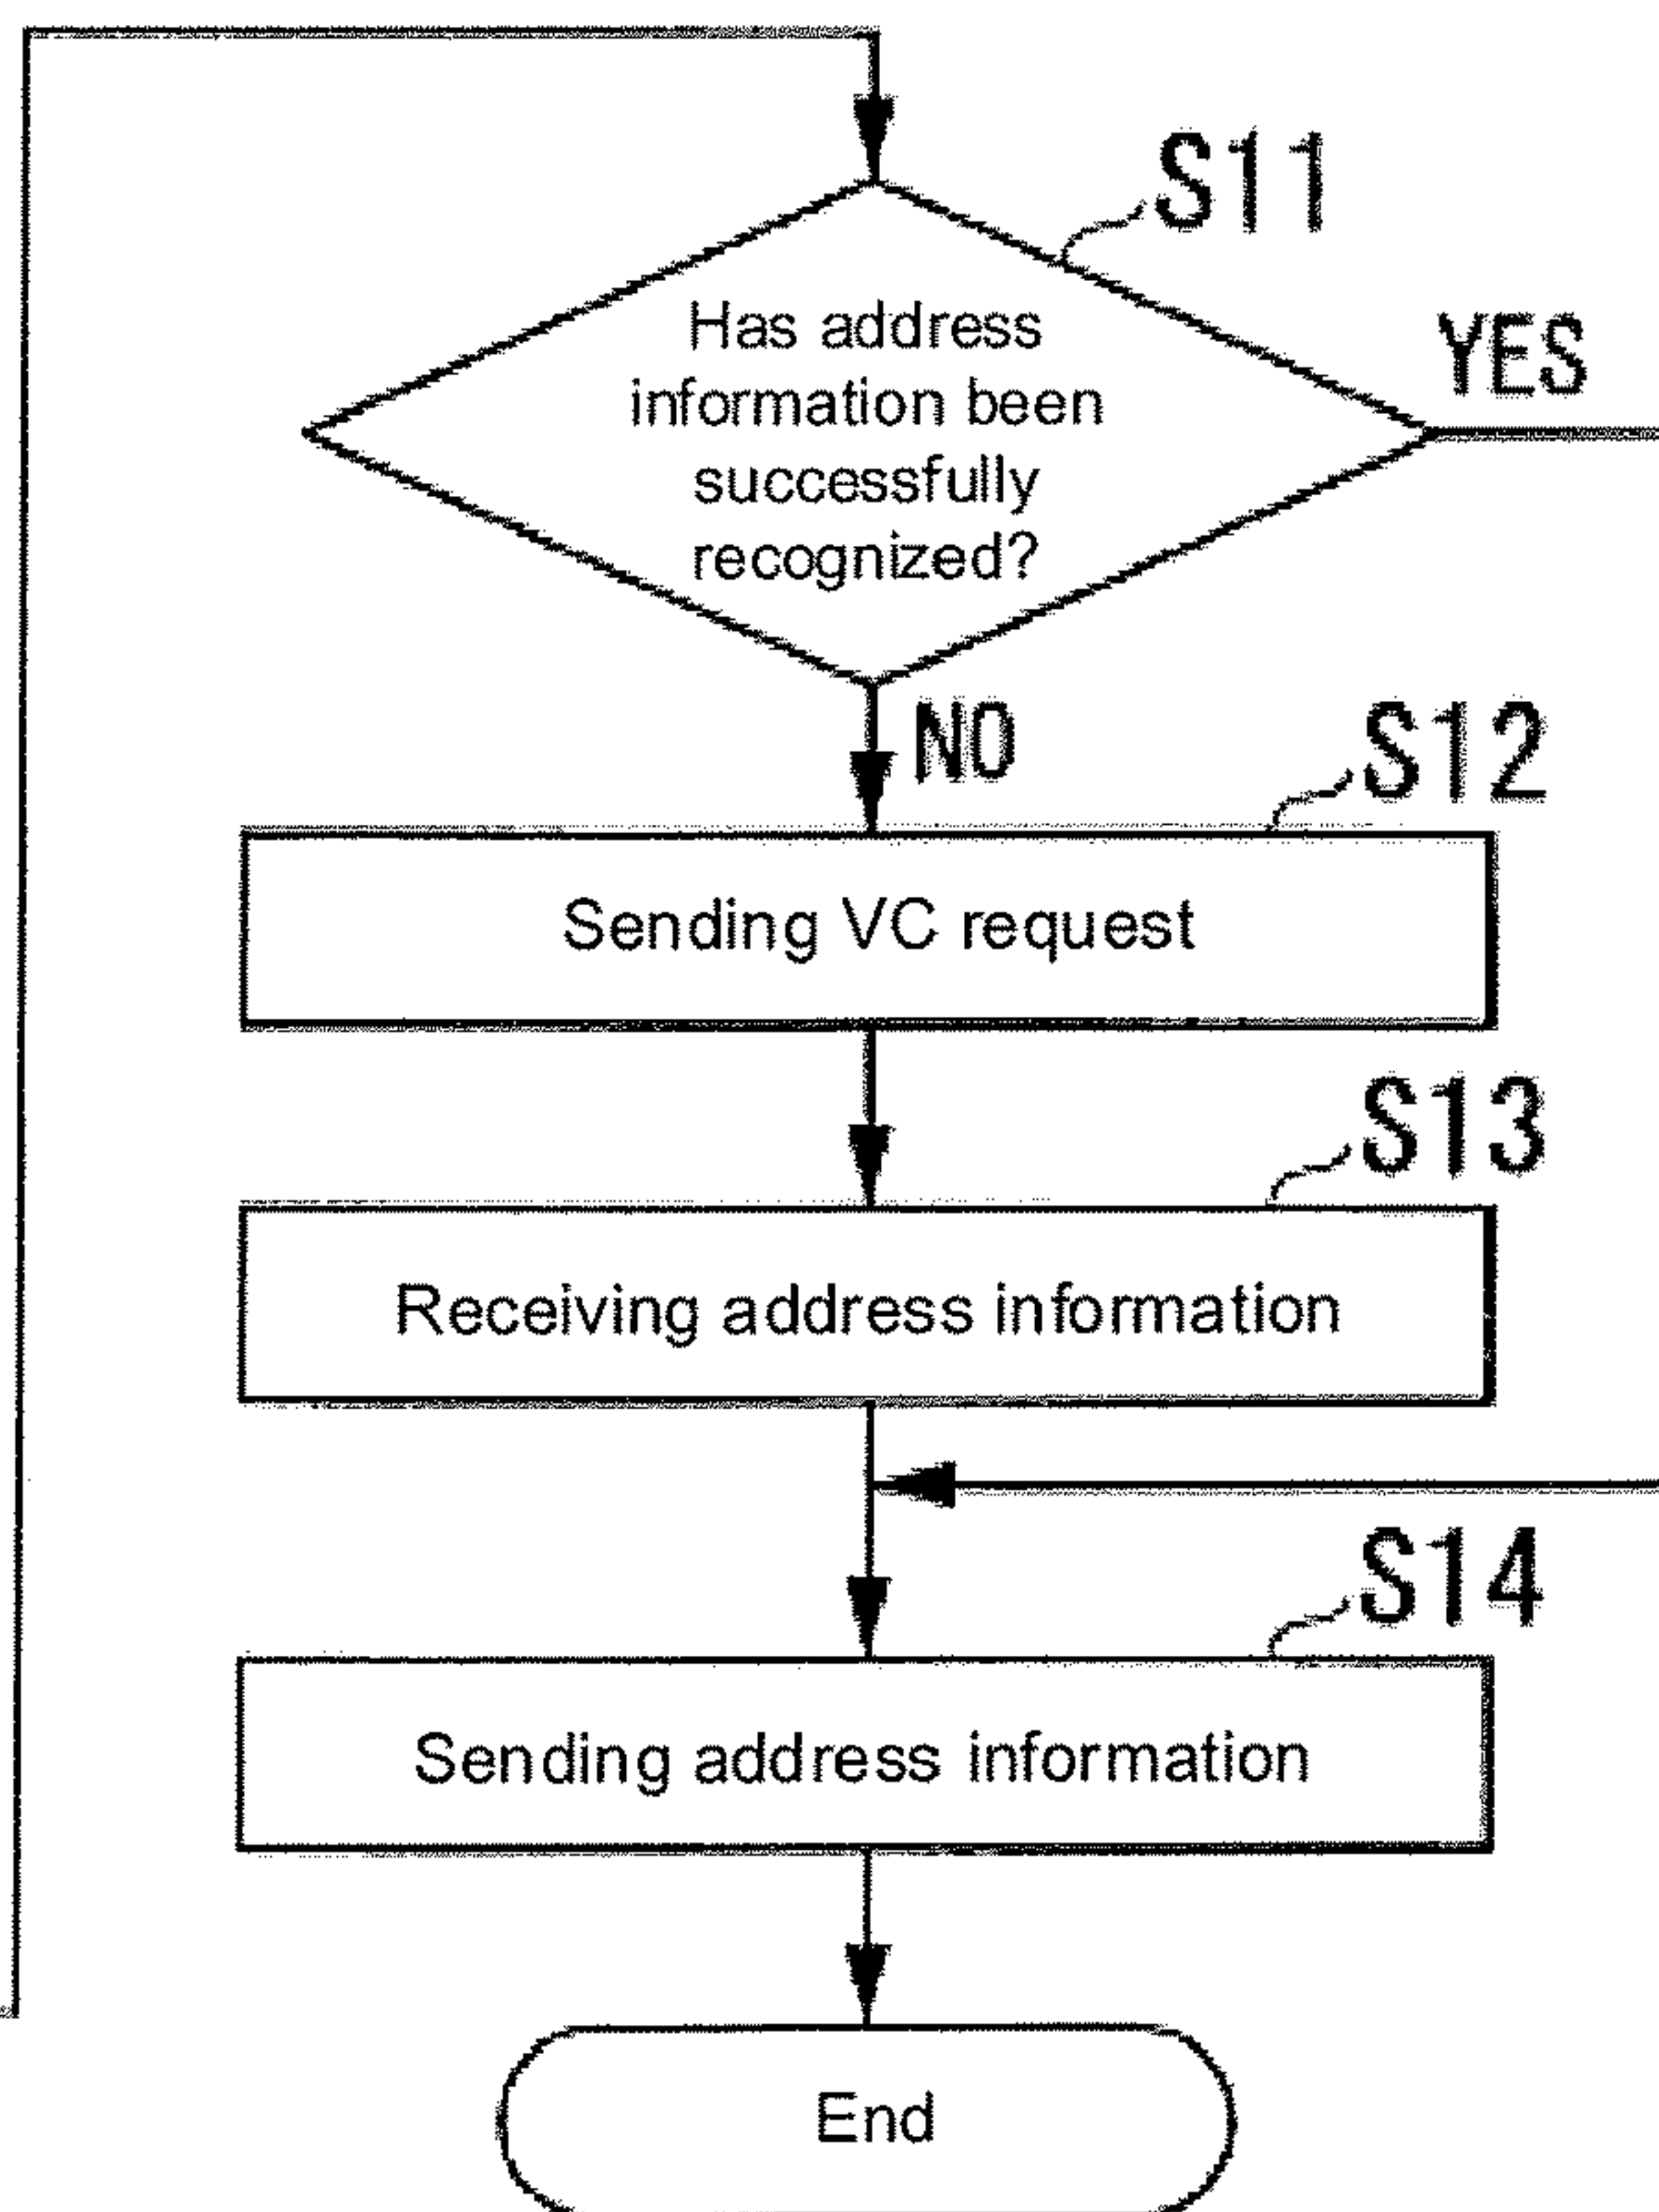 S11
Has address
information been
successfully
recognized?
YES
NO
S12
Sending VC request
S13
Receiving address information
S14
Sending address information
End